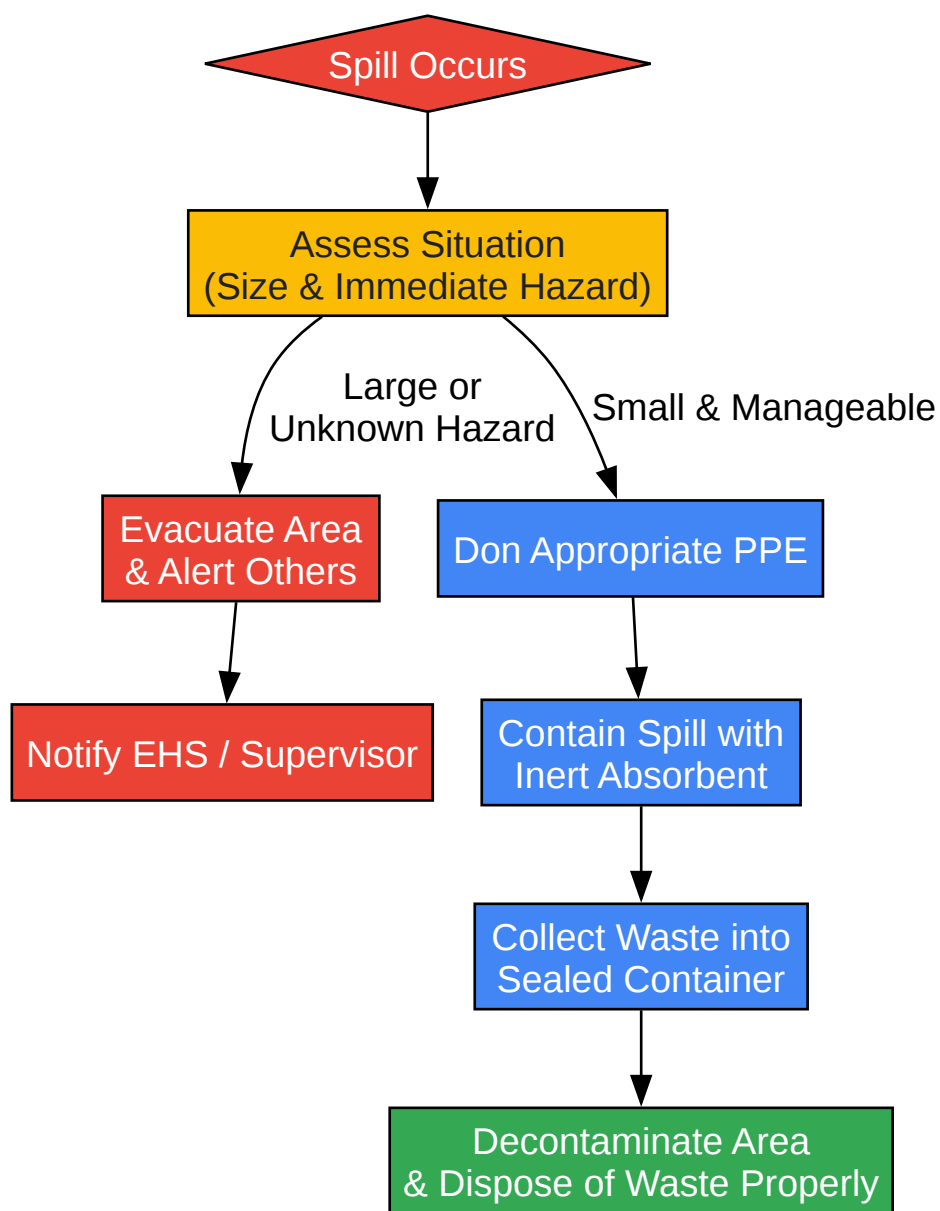 Spill Occurs
Assess Situation
(Size & Immediate Hazard)
Large or
Unknown Hazard
Small & Manageable
Evacuate Area
& Alert Others
Don Appropriate PPE
Notify EHS / Supervisor
Contain Spill with
Inert Absorbent
Collect Waste into
Sealed Container
Decontaminate Area
& Dispose of Waste Properly